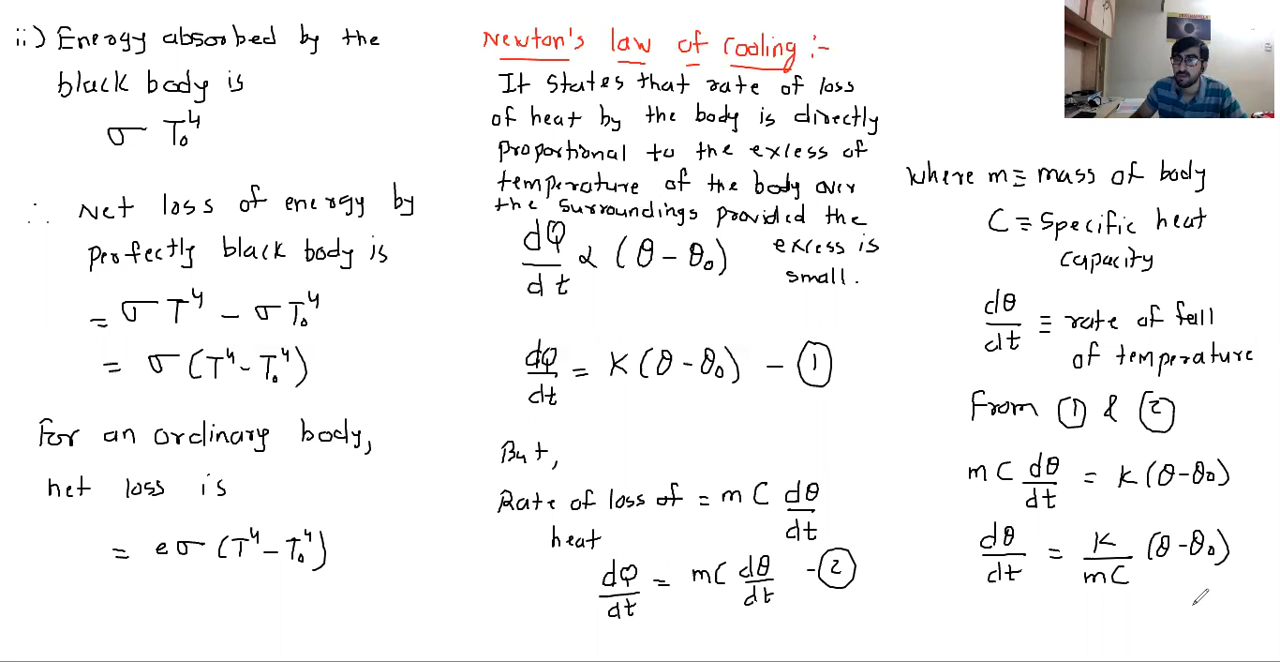 ii) Energy absorbed by the
black body is
σ T₀⁴
∴ Net loss of energy by
perfectly black body is
= σ T⁴ - σ T₀⁴
= σ (T⁴ - T₀⁴)
For an ordinary body,
net loss is
= e σ (T⁴ - T₀⁴)
Newton's law of cooling :-
It states that rate of loss
of heat by the body is directly
proportional to the excess of
temperature of the body over
the surroundings provided the
excess is
small.
dQ/dt ∝ (θ - θ₀)
dQ/dt = K (θ - θ₀) - ①
But,
Rate of loss of = m C dθ/dt
heat
dQ/dt = m C dθ/dt - ②
where m ≡ mass of body
C ≡ specific heat
capacity
dθ/dt ≡ rate of fall
of temperature
From ① & ②
m C dθ/dt = K (θ - θ₀)
dθ/dt = K/mC (θ - θ₀)